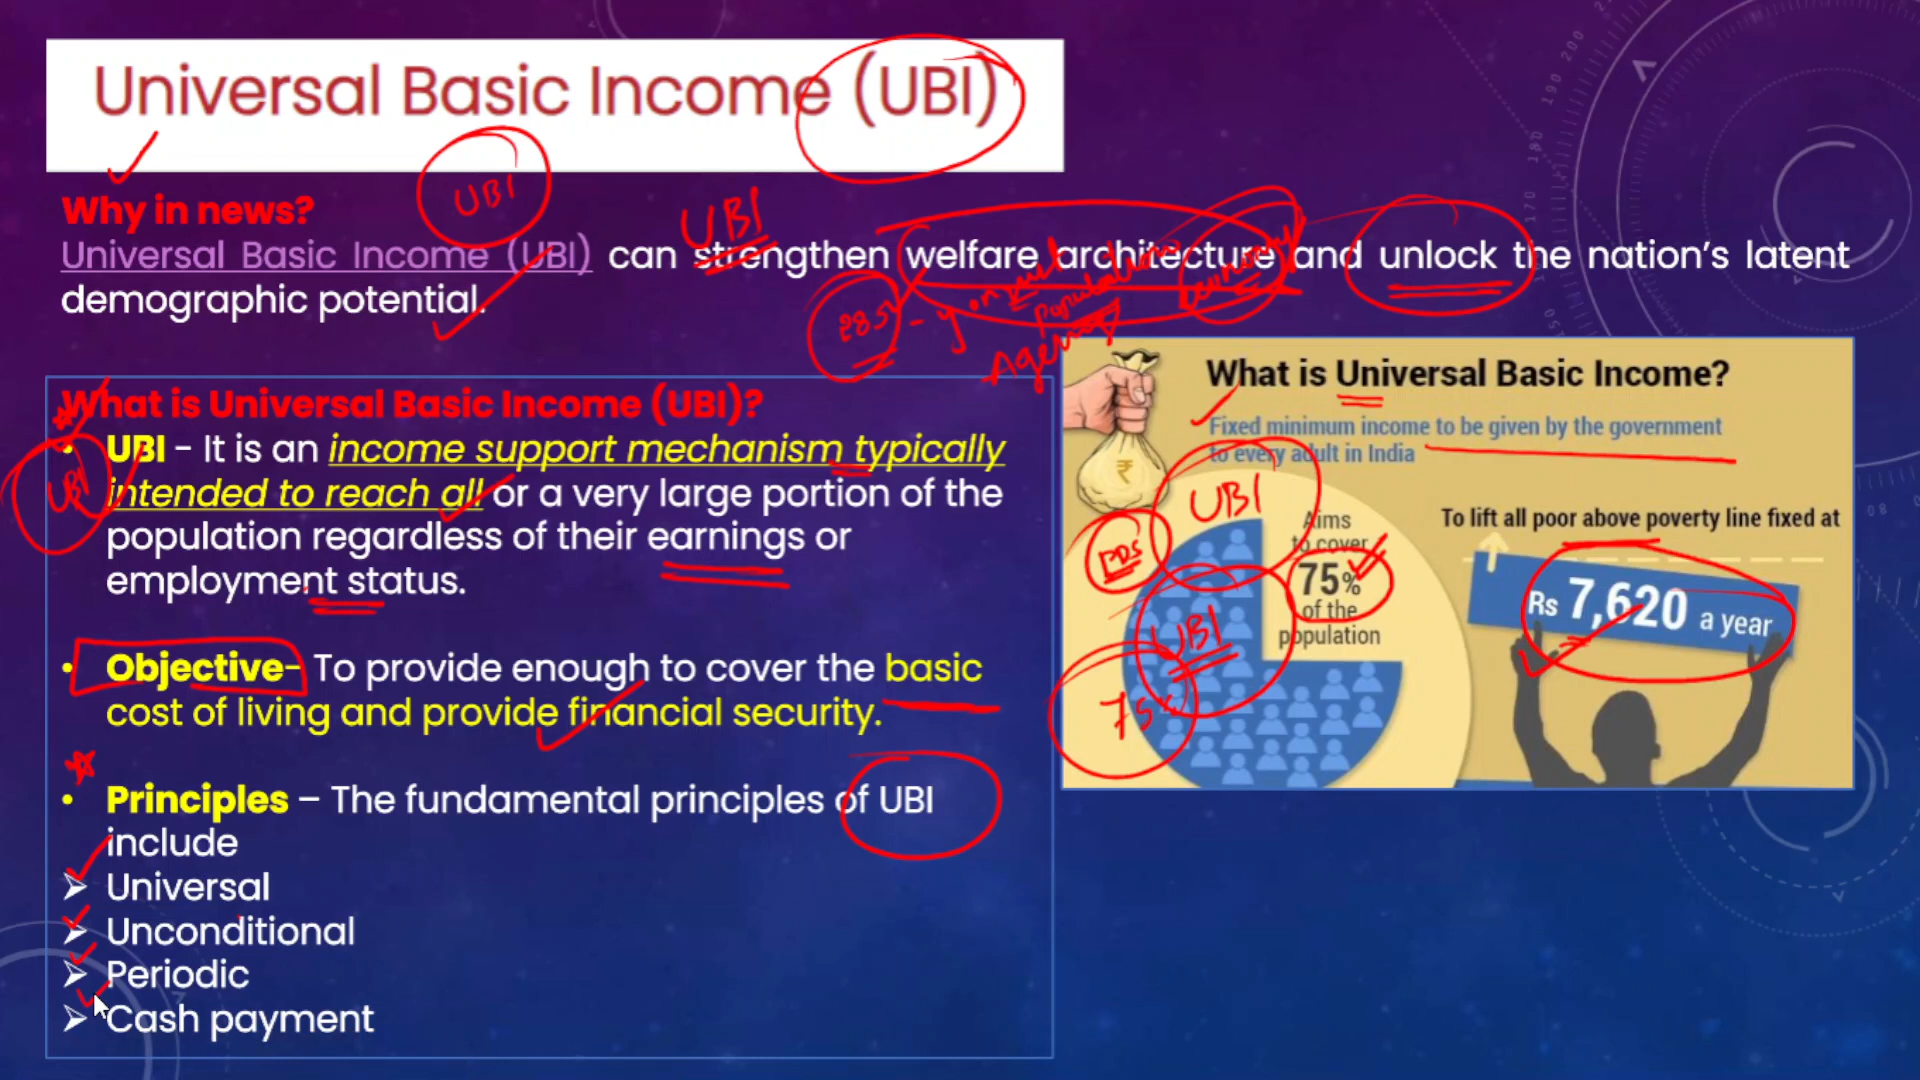 Universal Basic Income (UBI)
UBI
UBI
Why in news?
Universal Basic Income (UBI) can strengthen welfare architecture and unlock the nation's latent
demographic potential.
population
What is Universal Basic Income (UBI)?
UBI
• UBI - It is an income support mechanism typically
intended to reach all or a very large portion of the
population regardless of their earnings or
employment status.
• Objective- To provide enough to cover the basic
cost of living and provide financial security.
• Principles – The fundamental principles of UBI
include
➢ Universal
➢ Unconditional
➢ Periodic
➢ Cash payment
What is Universal Basic Income?
Fixed minimum income to be given by the government
to every adult in India
₹
UBI
Aims
to cover
75%
of the
population
UBI
75%
To lift all poor above poverty line fixed at
Rs 7,620 a year